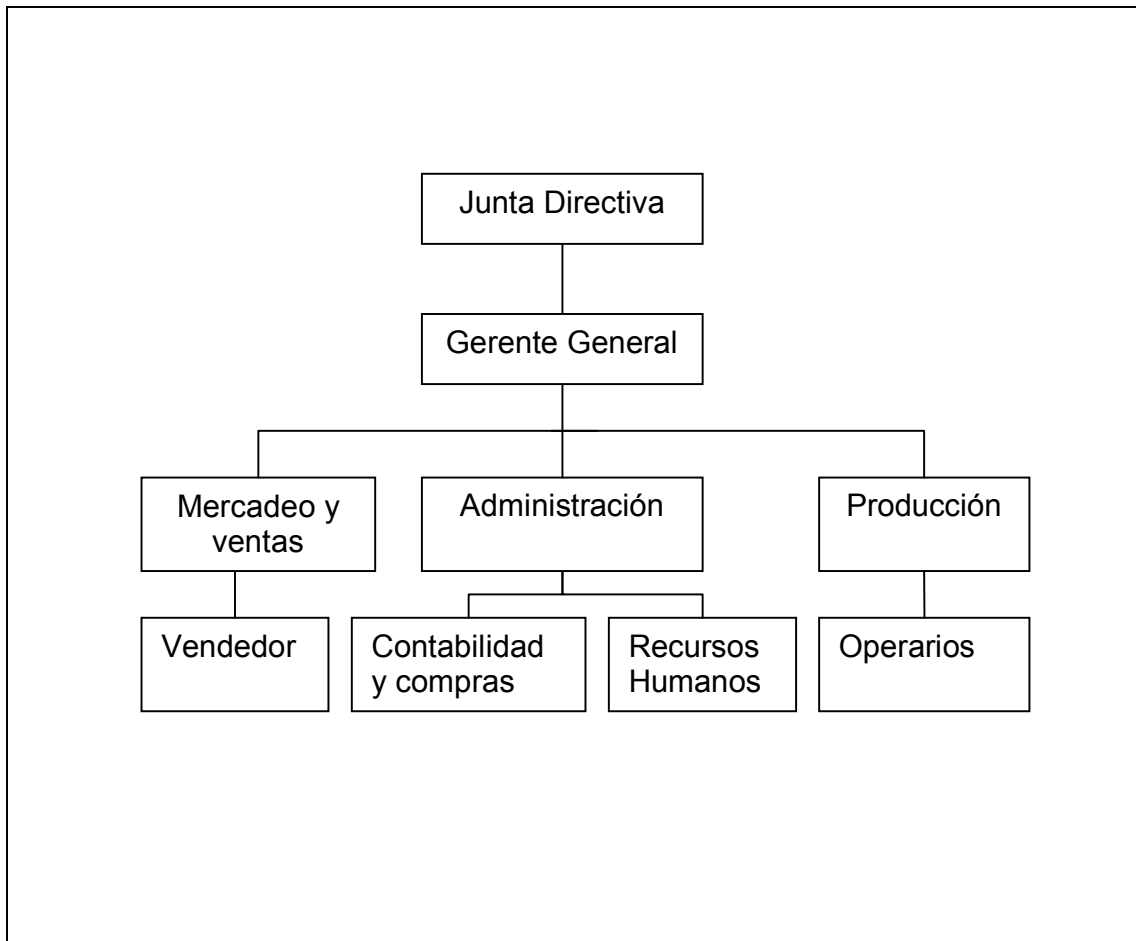 Junta Directiva
Gerente General
Mercadeo y
ventas
Administración
Producción
Vendedor
Contabilidad
y compras
Recursos
Humanos
Operarios